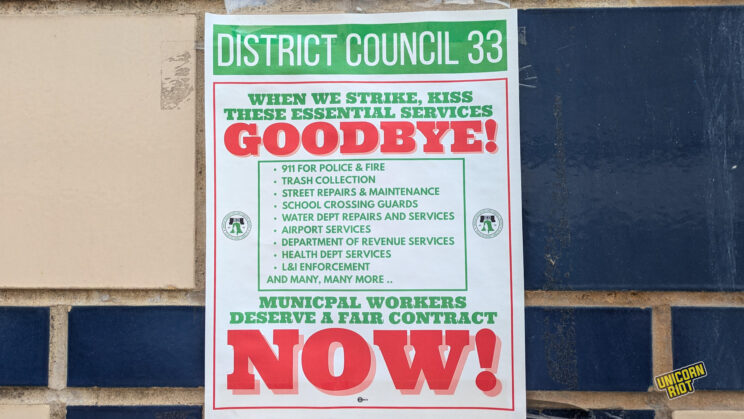 DISTRICT COUNCIL 33
WHEN WE STRIKE, KISS
THESE ESSENTIAL SERVICES
GOODBYE!
• 911 FOR POLICE & FIRE
• TRASH COLLECTION
• STREET REPAIRS & MAINTENANCE
• SCHOOL CROSSING GUARDS
• WATER DEPT REPAIRS AND SERVICES
• AIRPORT SERVICES
• DEPARTMENT OF REVENUE SERVICES
• HEALTH DEPT SERVICES
• L&I ENFORCEMENT
AND MANY, MANY MORE ..
MUNICPAL WORKERS
DESERVE A FAIR CONTRACT
NOW!
UNICORN
RIOT